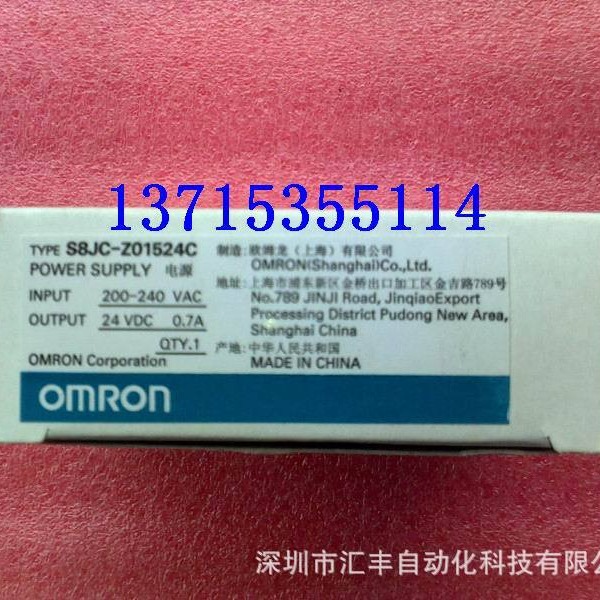 13715355114
TYPE S8JC-Z01524C
POWER SUPPLY 电源
INPUT 200-240 VAC
OUTPUT 24 VDC 0.7A
QTY.1
OMRON Corporation
制造: 欧姆龙（上海）有限公司
OMRON(Shanghai)Co.,Ltd.
地址: 上海市浦东新区金桥出口加工区金吉路789号
No.789 JINJI Road, JinqiaoExport
Processing District Pudong New Area,
Shanghai China
产地: 中华人民共和国
MADE IN CHINA
OMRON
深圳市汇丰自动化科技有限